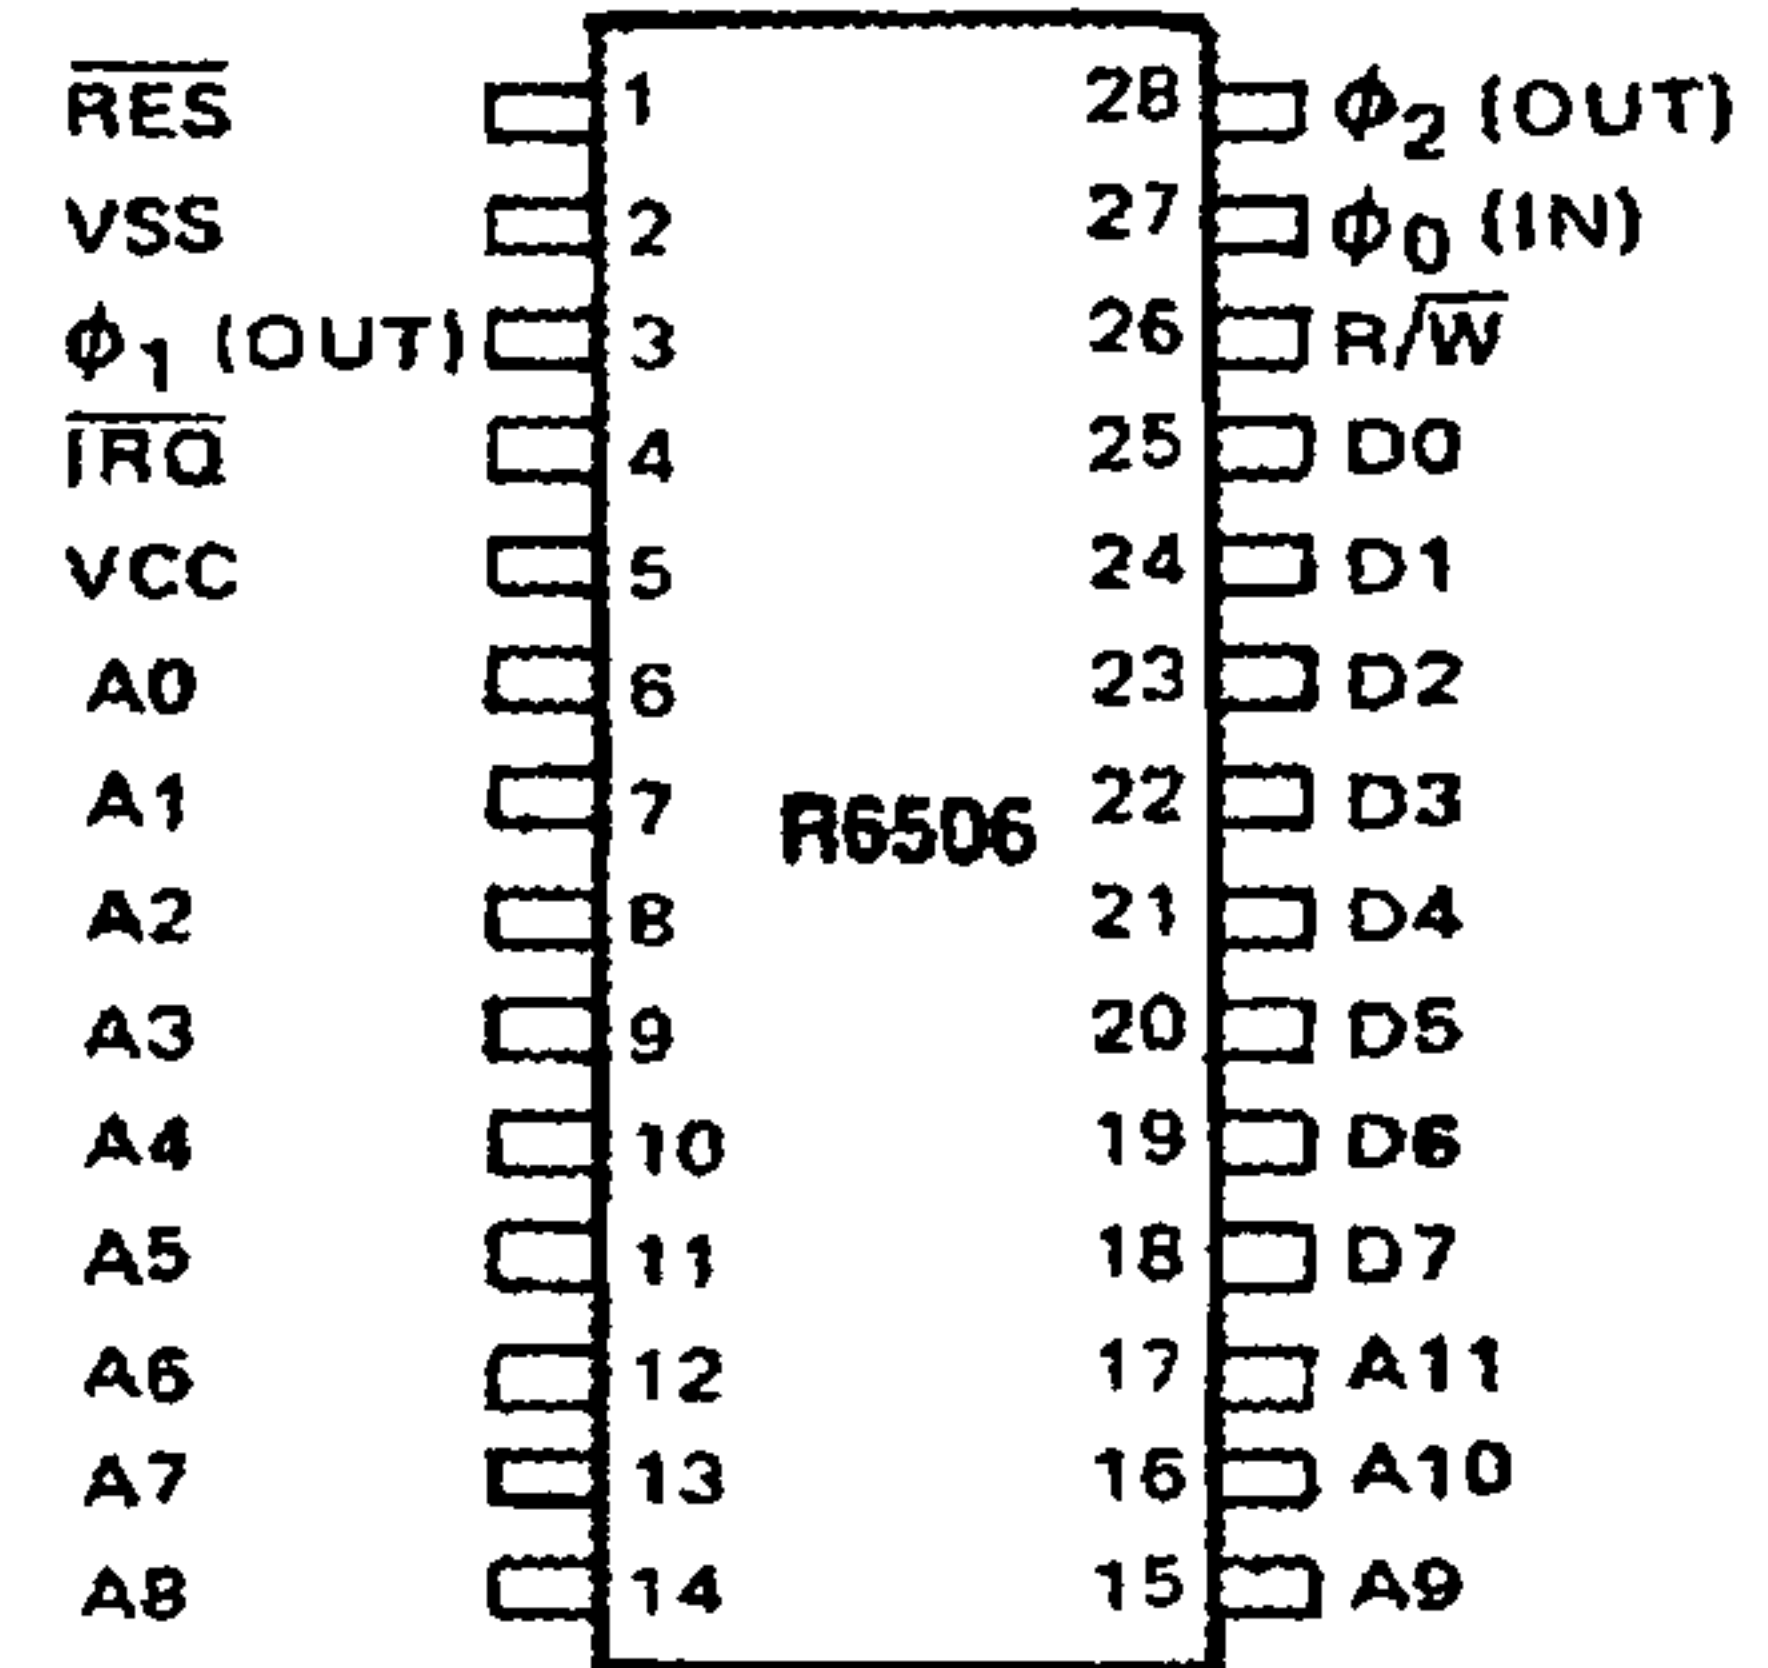 R̅E̅S̅ 1 28 ϕ₂ (OUT)
VSS 2 27 ϕ₀ (IN)
ϕ₁ (OUT) 3 26 R/W̅
I̅R̅Q̅ 4 25 D0
VCC 5 24 D1
A0 6 23 D2
A1 7 22 D3
R6506
A2 8 21 D4
A3 9 20 D5
A4 10 19 D6
A5 11 18 D7
A6 12 17 A11
A7 13 16 A10
A8 14 15 A9